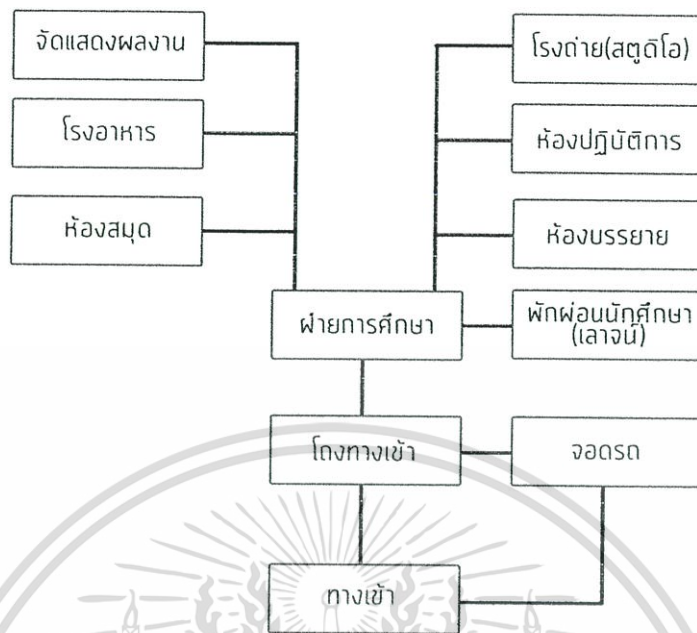 จัดแสดงผลงาน
โรงถ่าย(สตูดิโอ)
โรงอาหาร
ห้องปฏิบัติการ
ห้องสมุด
ห้องบรรยาย
ฝ่ายการศึกษา
พักผ่อนนักศึกษา
(เลาจน์)
โถงทางเข้า
จอดรถ
ทางเข้า